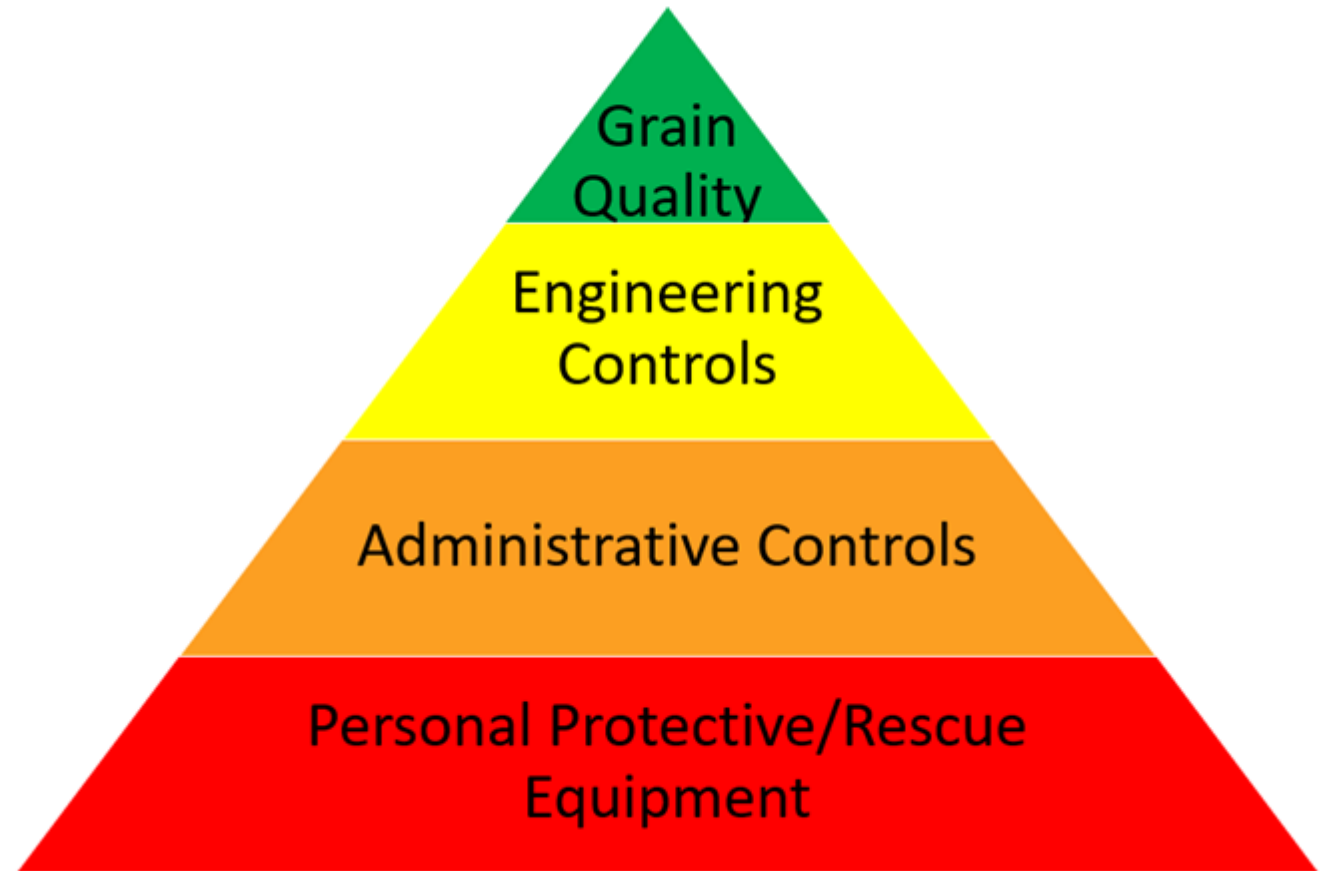 Grain
Quality
Engineering
Controls
Administrative Controls
Personal Protective/Rescue
Equipment